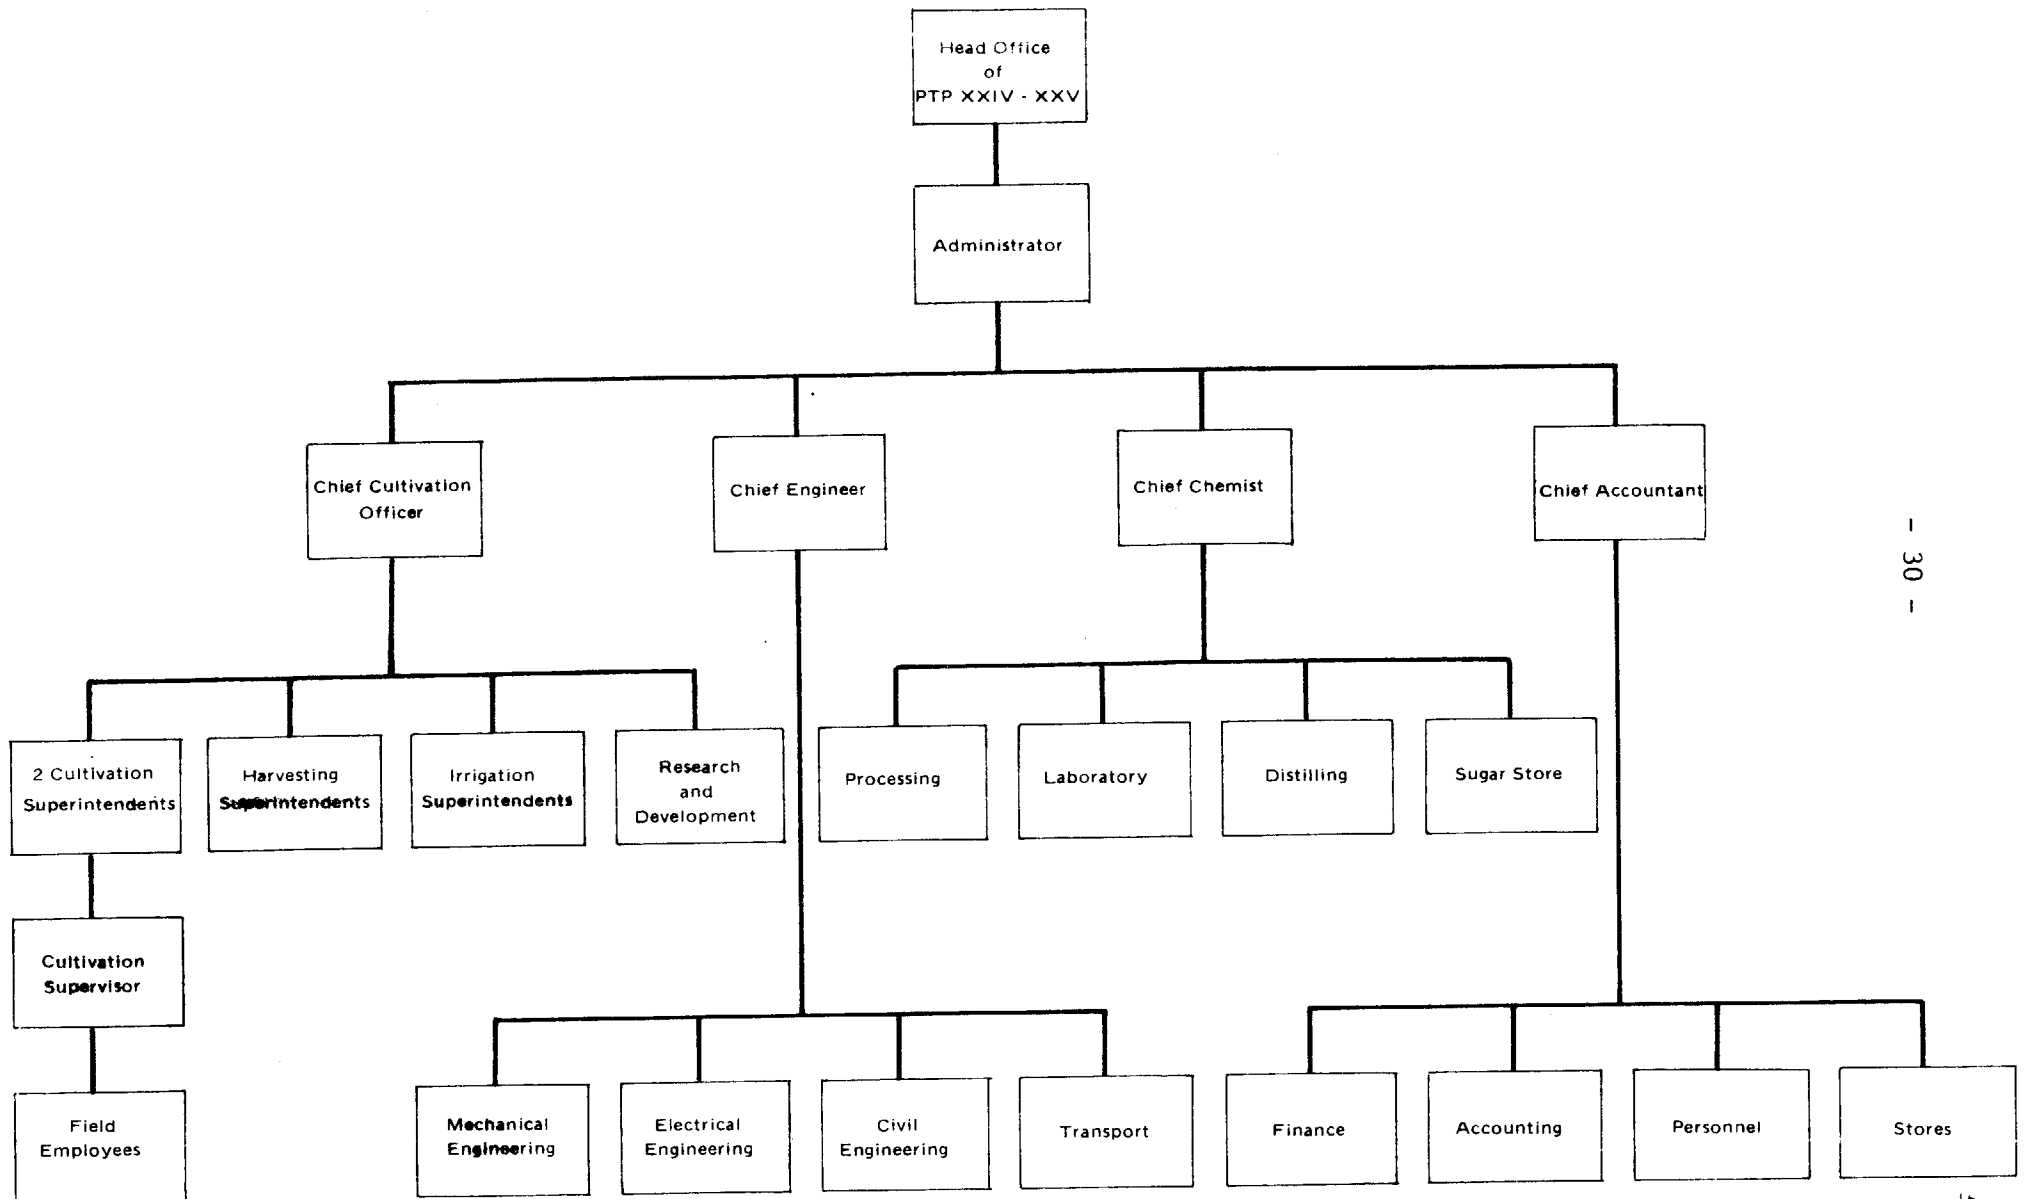 Head Office
of
PTP XXIV - XXV
Administrator
Chief Cultivation
Officer
Chief Engineer
Chief Chemist
Chief Accountant
- 30 -
2 Cultivation
Superintendents
Harvesting
Superintendents
Irrigation
Superintendents
Research
and
Development
Processing
Laboratory
Distilling
Sugar Store
Cultivation
Supervisor
Field
Employees
Mechanical
Engineering
Electrical
Engineering
Civil
Engineering
Transport
Finance
Accounting
Personnel
Stores